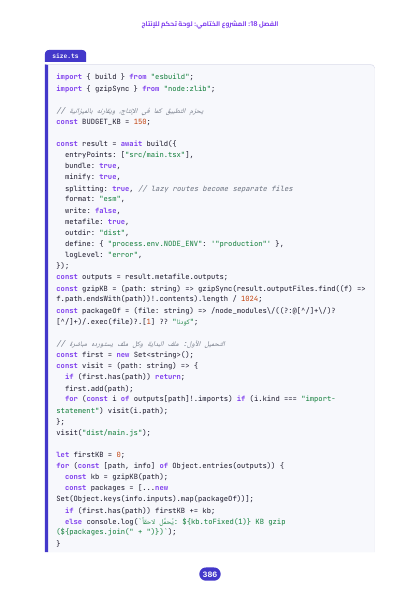 الفصل 18: المشروع الختامي: لوحة تحكم للإنتاج
size.ts
import { build } from "esbuild";
import { gzipSync } from "node:zlib";
// يحزم التطبيق كما في الإنتاج، ويقارنه بالميزانية
const BUDGET_KB = 150;
const result = await build({
entryPoints: ["src/main.tsx"],
bundle: true,
minify: true,
splitting: true, // lazy routes become separate files
format: "esm",
write: false,
metafile: true,
outdir: "dist",
define: { "process.env.NODE_ENV": '"production"' },
logLevel: "error",
});
const outputs = result.metafile.outputs;
const gzipKB = (path: string) => gzipSync(result.outputFiles.find((f) =>
f.path.endsWith(path))!.contents).length / 1024;
const packageOf = (file: string) => /node_modules\/((?:@[^/]+\/)?
[^/]+)/.exec(file)?.[1] ?? "كودنا";
// التحميل الأول: ملف البداية وكل ملف يستورده مباشرة
const first = new Set<string>();
const visit = (path: string) => {
if (first.has(path)) return;
first.add(path);
for (const i of outputs[path]!.imports) if (i.kind === "import-
statement") visit(i.path);
};
visit("dist/main.js");
let firstKB = 0;
for (const [path, info] of Object.entries(outputs)) {
const kb = gzipKB(path);
const packages = [...new
Set(Object.keys(info.inputs).map(packageOf))];
if (first.has(path)) firstKB += kb;
else console.log(`يُحمَّل لاحقاً: ${kb.toFixed(1)} KB gzip
(${packages.join(" + ")})`);
}
386